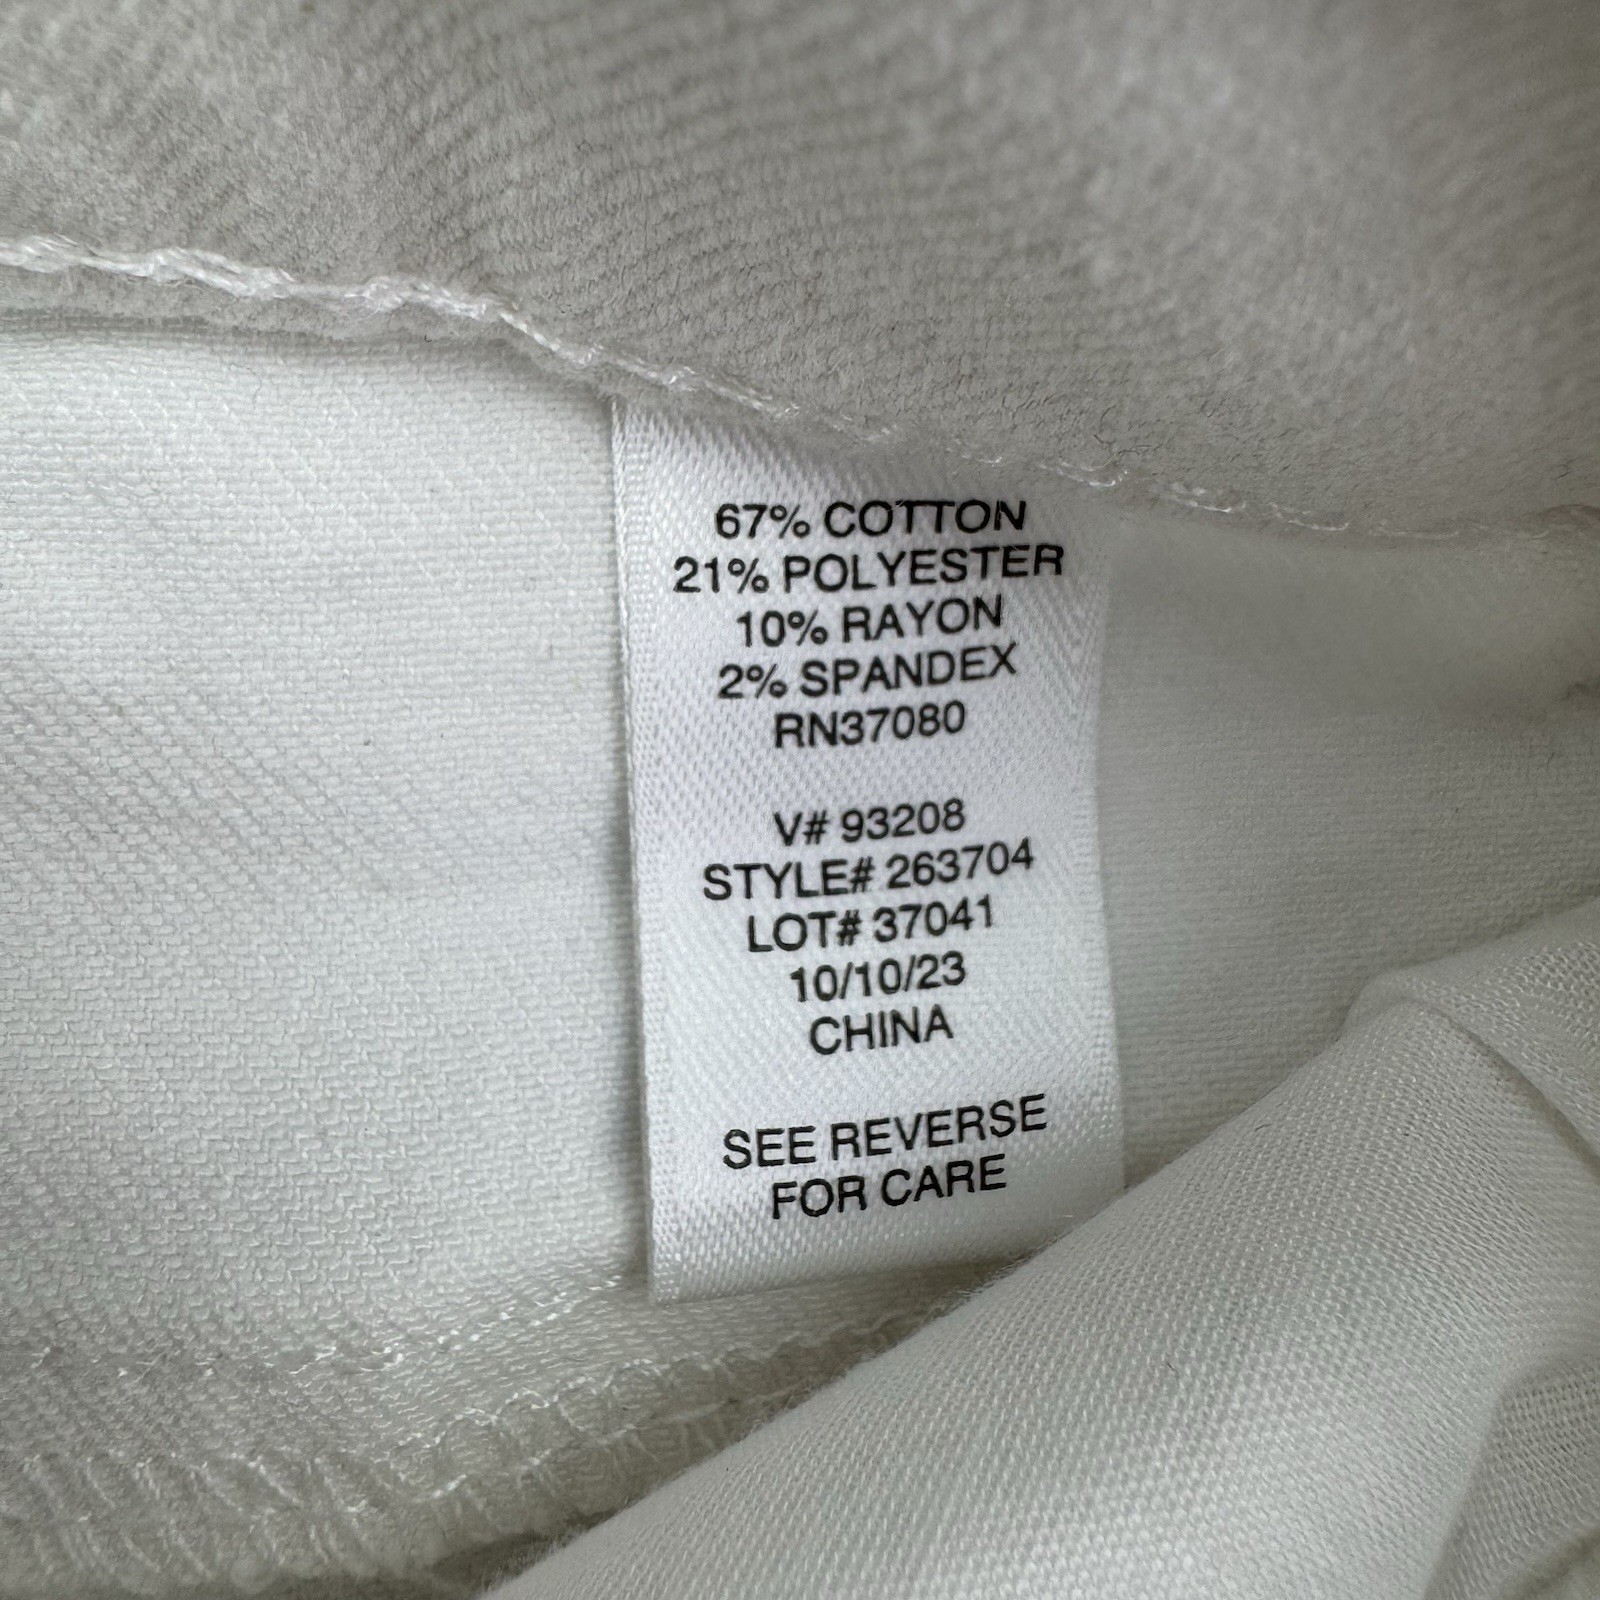 67% COTTON
21% POLYESTER
10% RAYON
2% SPANDEX
RN37080
V# 93208
STYLE# 263704
LOT# 37041
10/10/23
CHINA
SEE REVERSE
FOR CARE